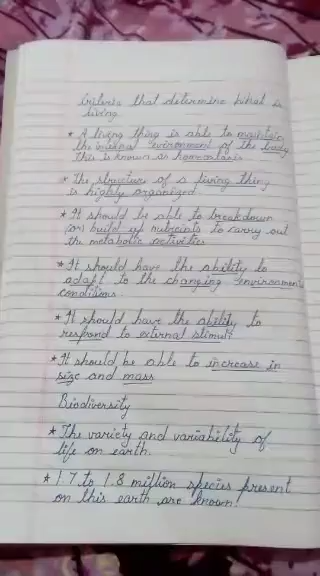 Criteria that determine what is
living
* A living thing is able to maintain
the internal environment of the body
This is known as homeostasis
* The structure of a living thing
is highly organized
* It should be able to breakdown
or build up nutrients to carry out
the metabolic activities
* It should have the ability to
adapt to the changing environment
conditions.
* It should have the ability to
respond to external stimuli
* It should be able to increase in
size and mass
Biodiversity
* The variety and variability of
life on earth.
* 1.7 to 1.8 million species present
on this earth are known!